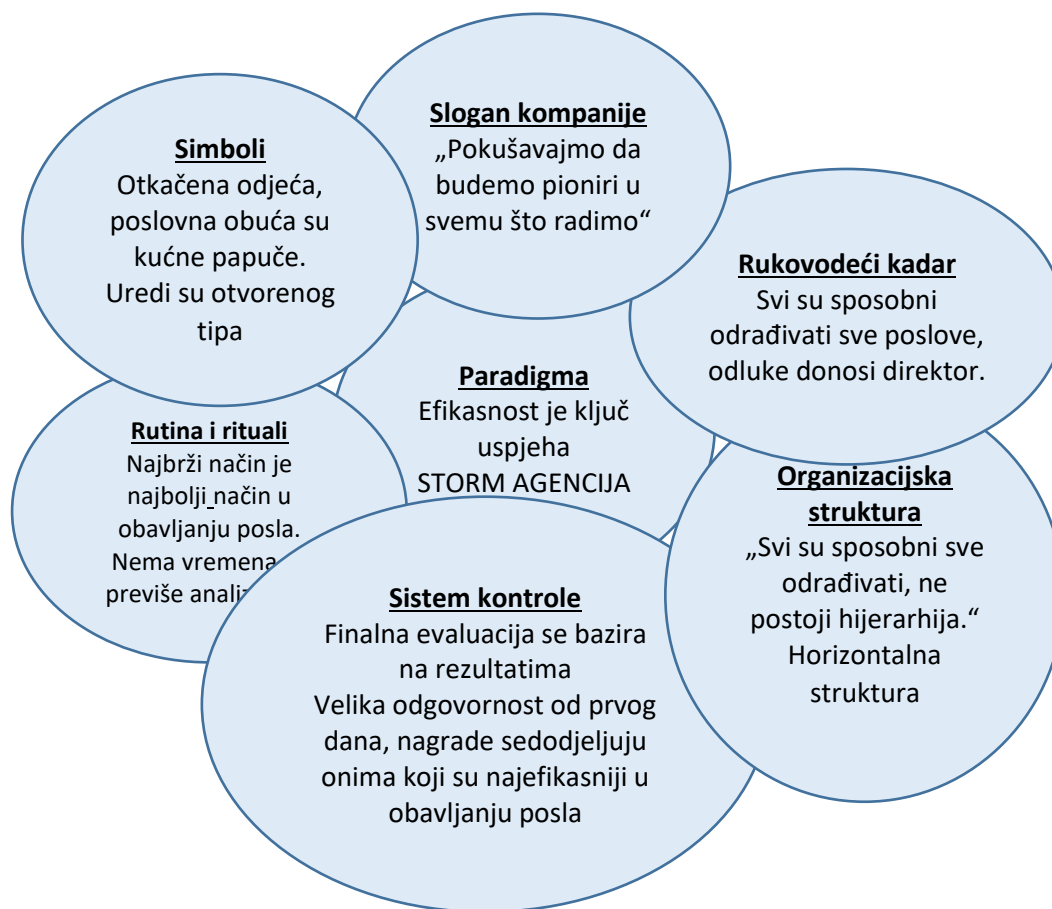 Slogan kompanije
„Pokušavajmo da
budemo pioniri u
svemu što radimo“
Simboli
Otkačena odjeća,
poslovna obuća su
kućne papuče.
Uredi su otvorenog
tipa
Rukovodeći kadar
Svi su sposobni
odrađivati sve poslove,
odluke donosi direktor.
Paradigma
Efikasnost je ključ
uspjeha
STORM AGENCIJA
Rutina i rituali
Najbrži način je
najbolji način u
obavljanju posla.
Nema vremena
previše
Organizacijska
struktura
„Svi su sposobni sve
odrađivati, ne
postoji hijerarhija.“
Horizontalna
struktura
Sistem kontrole
Finalna evaluacija se bazira
na rezultatima
Velika odgovornost od prvog
dana, nagrade sedodjeljuju
onima koji su najefikasniji u
obavljanju posla